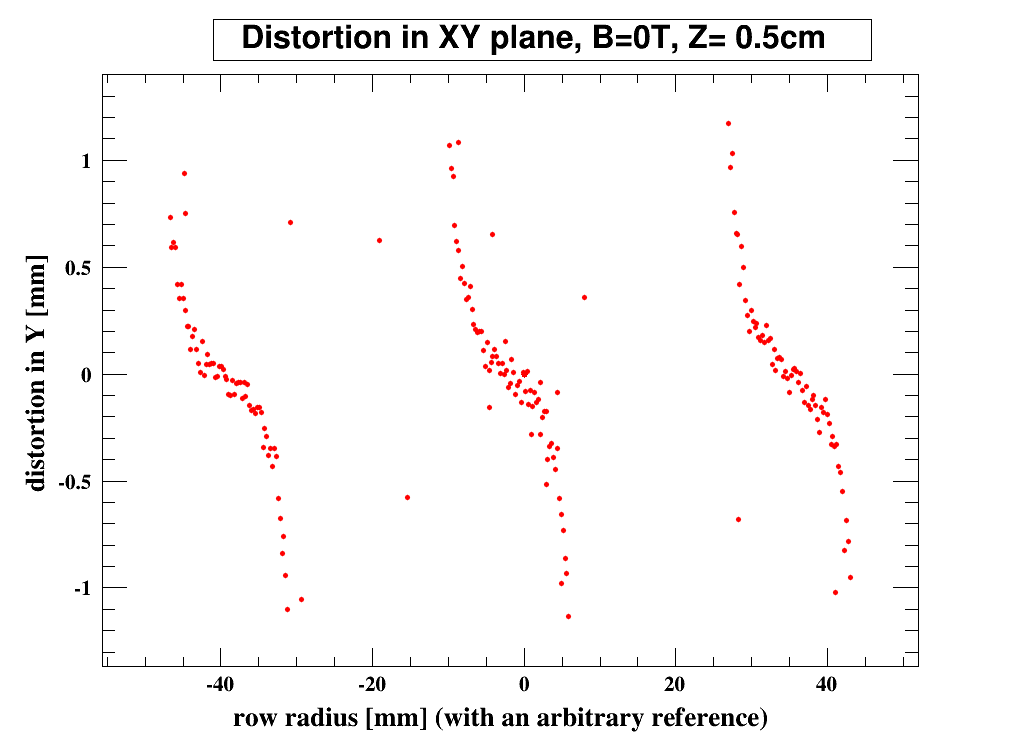 Distortion in XY plane, B=0T, Z= 0.5cm
1
0.5
0
-0.5
-1
distortion in Y [mm]
-40 -20 0 20 40
row radius [mm] (with an arbitrary reference)